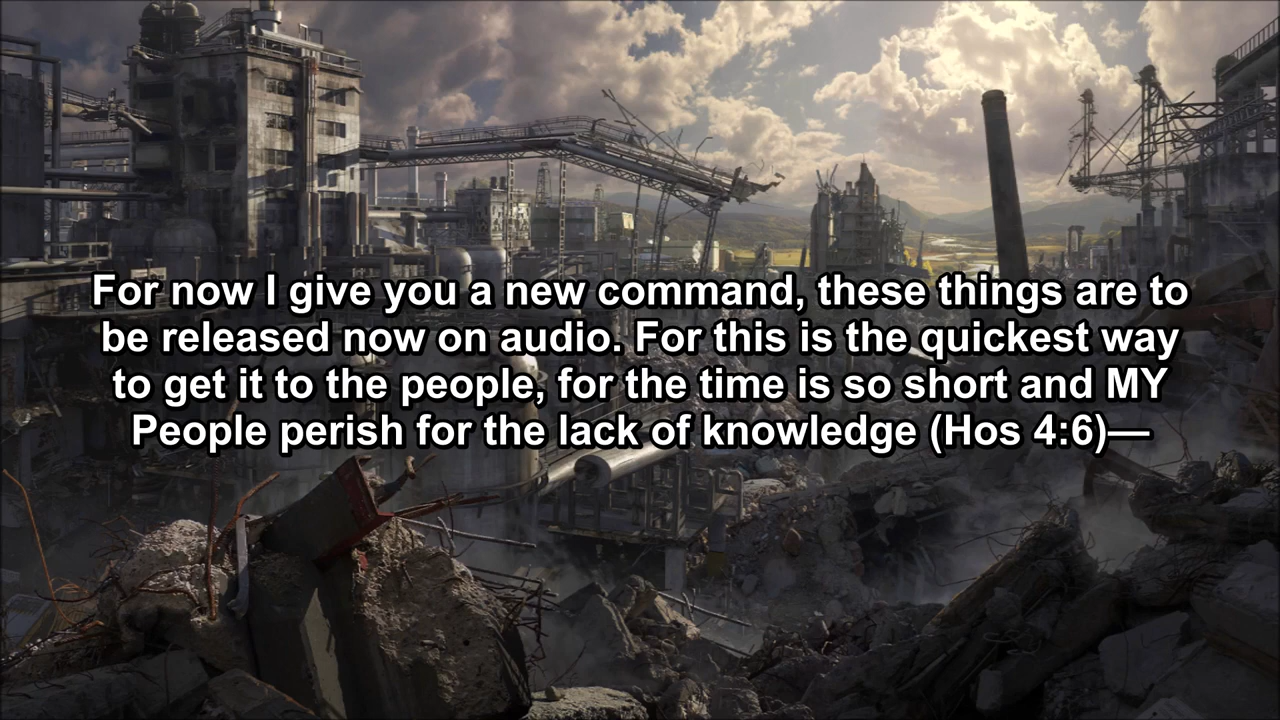 For now I give you a new command, these things are to
be released now on audio. For this is the quickest way
to get it to the people, for the time is so short and MY
People perish for the lack of knowledge (Hos 4:6)—